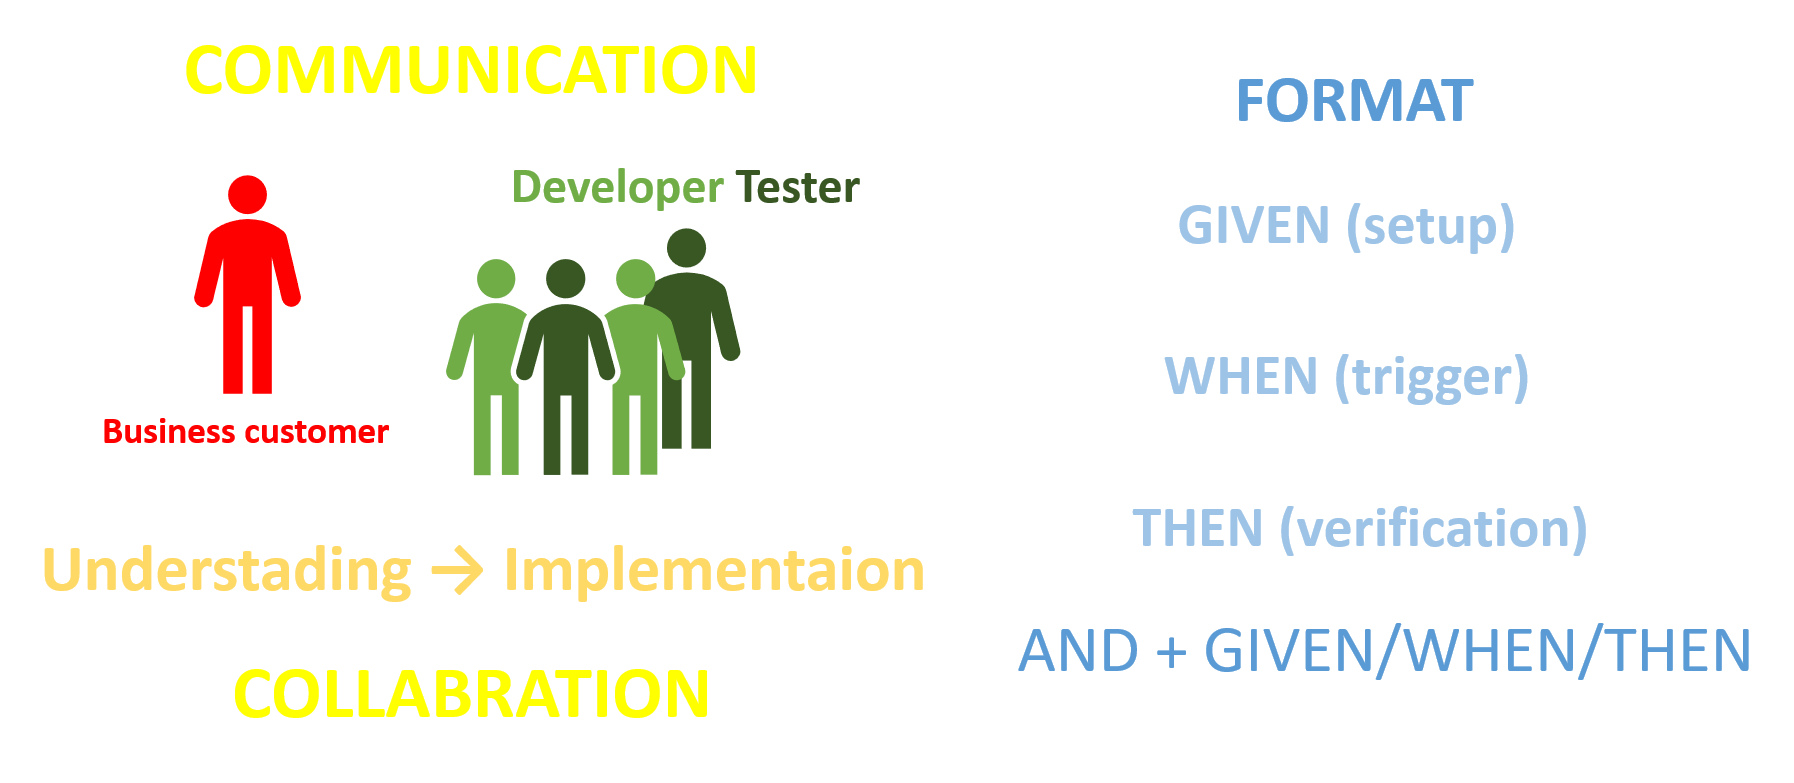 COMMUNICATION
Developer Tester
Business customer
Understading → Implementaion
COLLABRATION
FORMAT
GIVEN (setup)
WHEN (trigger)
THEN (verification)
AND + GIVEN/WHEN/THEN